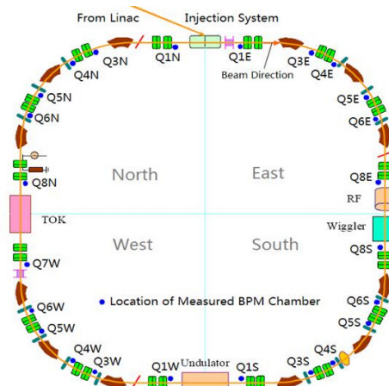 From Linac
Injection System
Q3N
Q1N
Q1E
Q3E
Q4N
Beam Direction
Q4E
Q5N
Q5E
Q6N
Q6E
Q8N
North
East
Q8E
RF
TOK
Wiggler
West
South
Q8S
Q7W
Location of Measured BPM Chamber
Q6W
Q6S
Q5W
Q5S
Q4W
Undulator
Q4S
Q3W
Q1W
Q1S
Q3S